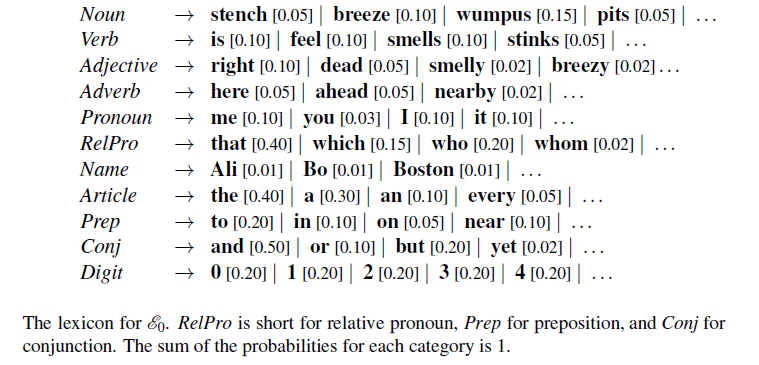 Noun → stench [0.05] | breeze [0.10] | wumpus [0.15] | pits [0.05] | ...
Verb → is [0.10] | feel [0.10] | smells [0.10] | stinks [0.05] | ...
Adjective → right [0.10] | dead [0.05] | smelly [0.02] | breezy [0.02] ...
Adverb → here [0.05] | ahead [0.05] | nearby [0.02] | ...
Pronoun → me [0.10] | you [0.03] | I [0.10] | it [0.10] | ...
RelPro → that [0.40] | which [0.15] | who [0.20] | whom [0.02] | ...
Name → Ali [0.01] | Bo [0.01] | Boston [0.01] | ...
Article → the [0.40] | a [0.30] | an [0.10] | every [0.05] | ...
Prep → to [0.20] | in [0.10] | on [0.05] | near [0.10] | ...
Conj → and [0.50] | or [0.10] | but [0.20] | yet [0.02] | ...
Digit → 0 [0.20] | 1 [0.20] | 2 [0.20] | 3 [0.20] | 4 [0.20] | ...
The lexicon for ℰ₀. RelPro is short for relative pronoun, Prep for preposition, and Conj for
conjunction. The sum of the probabilities for each category is 1.